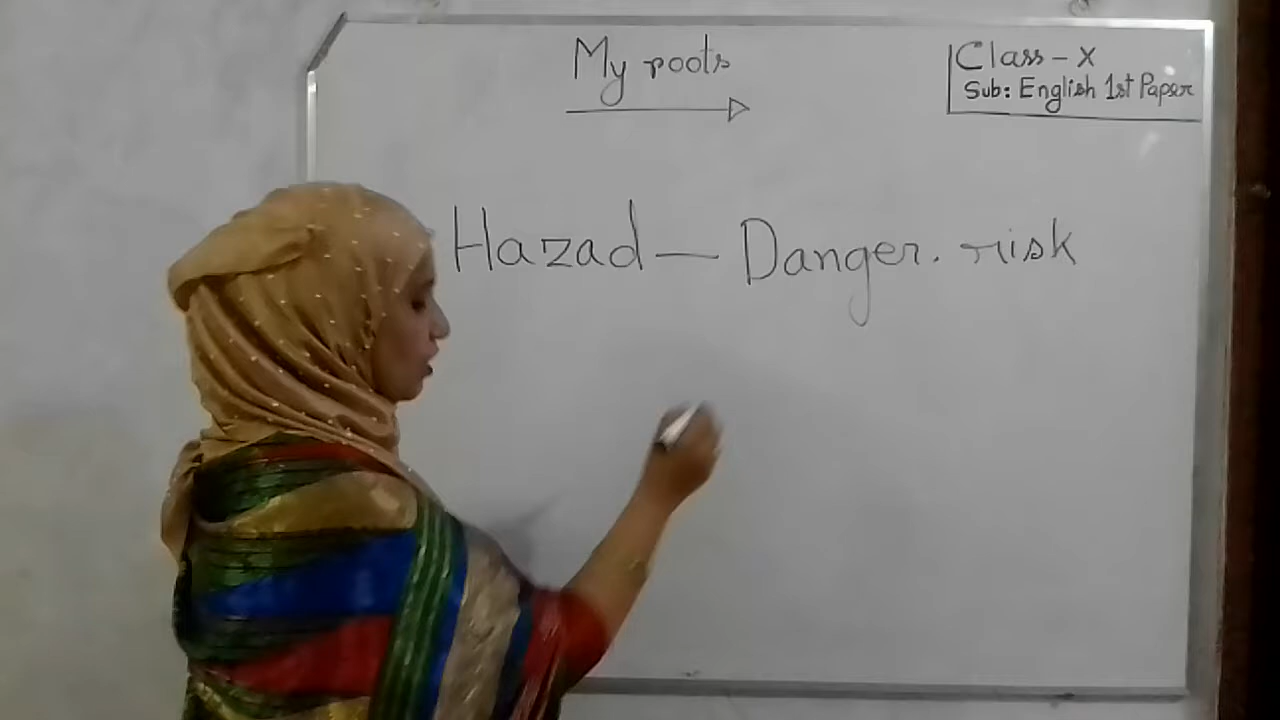 My roots
Class - X
Sub: English 1st Paper
Hazad — Danger. risk